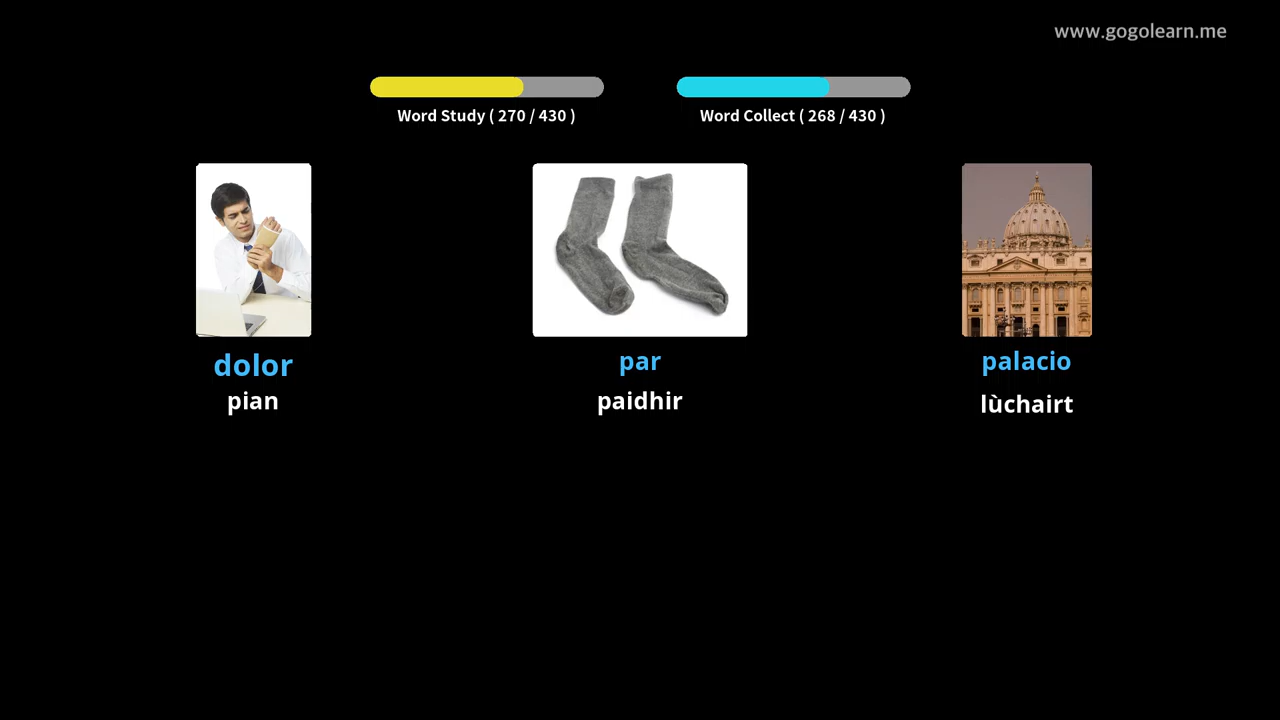 www.gogolearn.me
Word Study ( 270 / 430 )
Word Collect ( 268 / 430 )
dolor
pian
par
paidhir
palacio
lùchairt